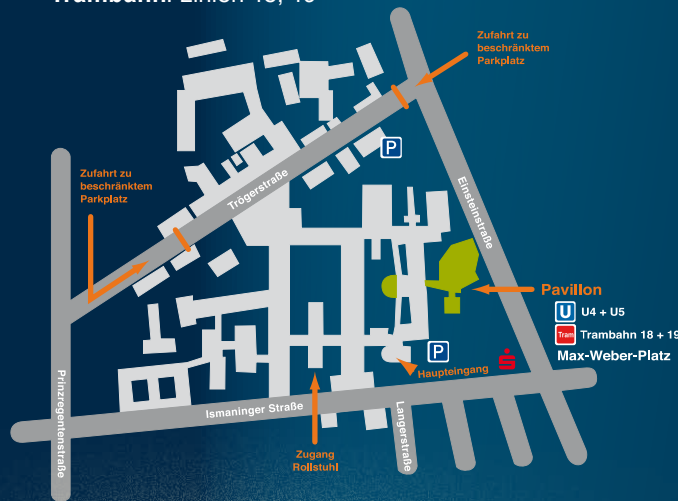 Zufahrt zu
beschränktem
Parkplatz
P
Zufahrt zu
beschränktem
Parkplatz
Trögerstraße
Einsteinstraße
Pavillon
U U4 + U5
Tram Trambahn 18 + 19
Max-Weber-Platz
P
Haupteingang
Prinzregentenstraße
Ismaninger Straße
Langerstraße
Zugang
Rollstuhl